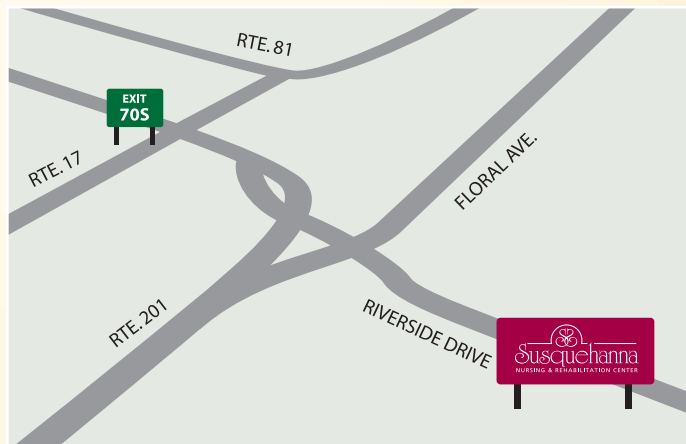 RTE. 81
EXIT
70S
RTE. 17
FLORAL AVE.
RTE. 201
RIVERSIDE DRIVE
Susquehanna
NURSING & REHABILITATION CENTER